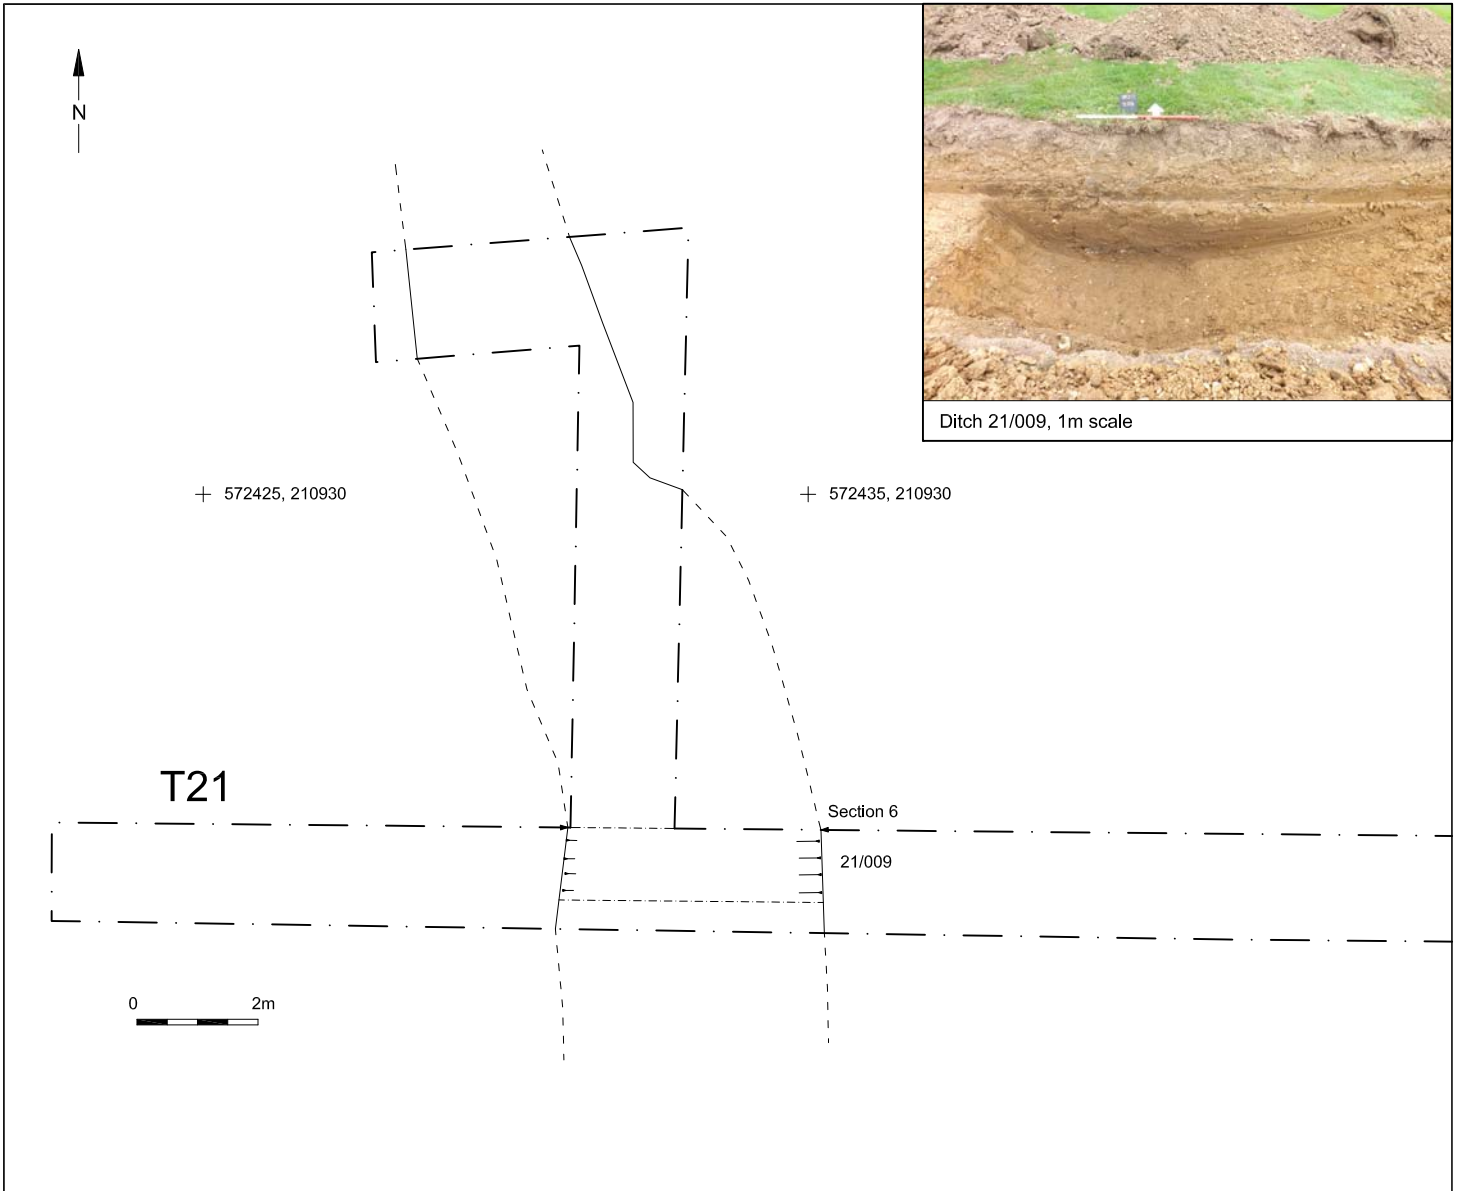 N
Ditch 21/009, 1m scale
572425, 210930
572435, 210930
T21
Section 6
21/009
0 2m